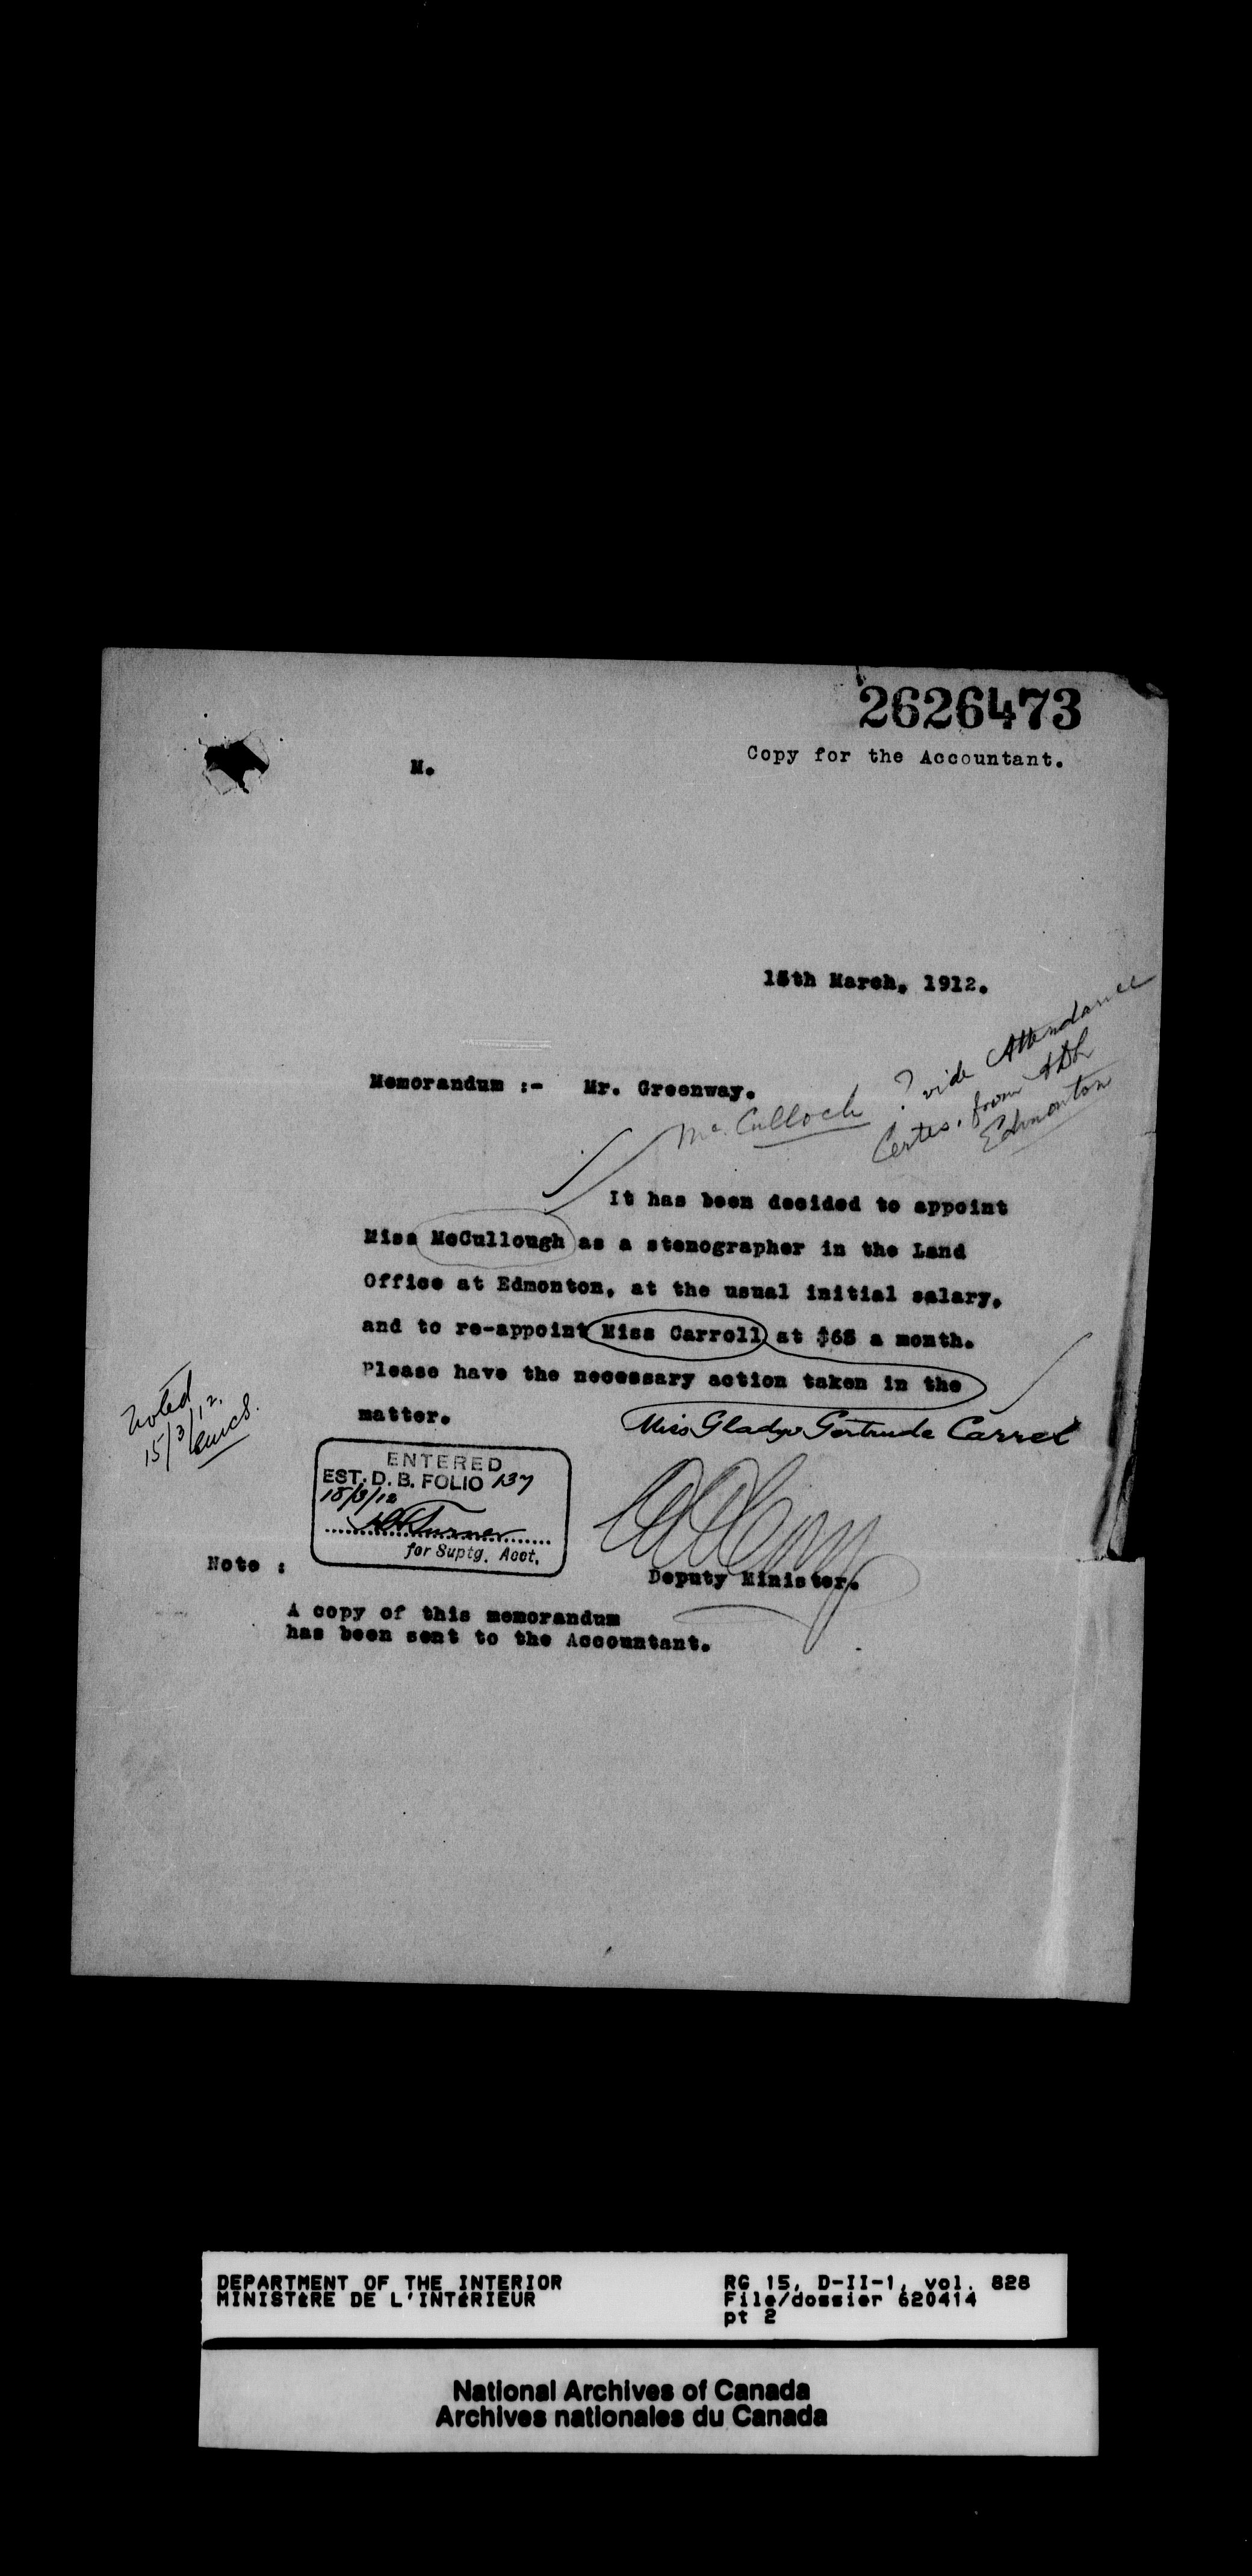 2626473
Copy for the Accountant.
M.
15th March, 1912.
Memorandum :- Mr. Greenway.
McCulloch ? vide Attendance
Certes. from
Edmonton
It has been decided to appoint
Miss McCullough as a stenographer in the Land
Office at Edmonton, at the usual initial salary,
and to re-appoint Miss Carroll at $65 a month.
Please have the necessary action taken in the
matter.
Miss Gladys Gertrude Carrel
Noted
15/3/12.
ENTERED
EST. D. B. FOLIO 137
15/3/12
Turner
for Suptg. Acct.
Deputy Minister.
Note :
A copy of this memorandum
has been sent to the Accountant.
DEPARTMENT OF THE INTERIOR
MINISTÈRE DE L'INTÉRIEUR
RG 15, D-II-1, vol. 828
File/dossier 620414
pt 2
National Archives of Canada
Archives nationales du Canada